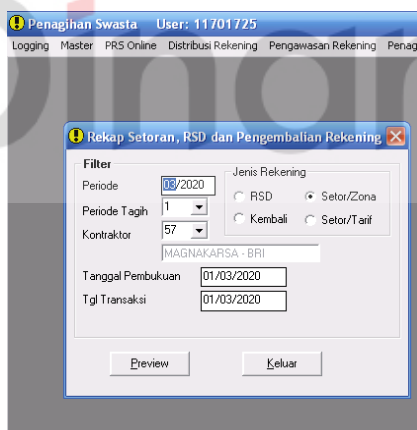 Penagihan Swasta User: 11701725
Logging Master PRS Online Distribusi Rekening Pengawasan Rekening Penag
Rekap Setoran, RSD dan Pengembalian Rekening
Filter
Jenis Rekening
Periode 03/2020
RSD Setor/Zona
Periode Tagih 1
Kembali Setor/Tarif
Kontraktor 57
MAGNAKARSA - BRI
Tanggal Pembukuan 01/03/2020
Tgl Transaksi 01/03/2020
Preview Keluar